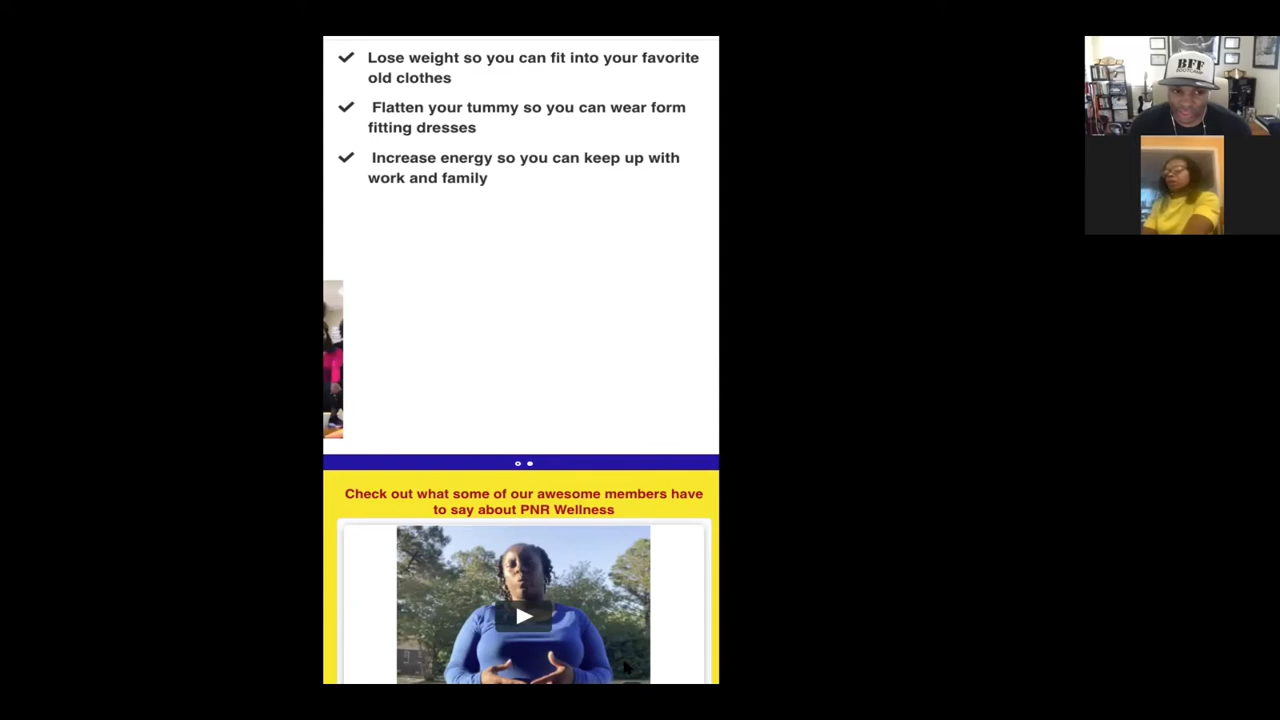 Lose weight so you can fit into your favorite
old clothes
Flatten your tummy so you can wear form
fitting dresses
Increase energy so you can keep up with
work and family
Check out what some of our awesome members have
to say about PNR Wellness
BFF
BOOTCAMP